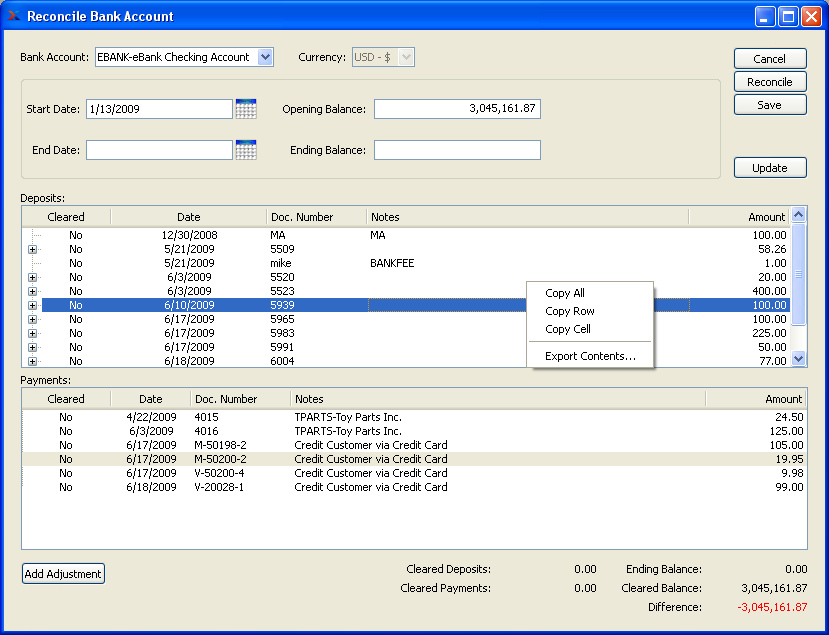 Reconcile Bank Account
Bank Account: EBANK-eBank Checking Account Currency: USD - $ Cancel
Reconcile
Start Date: 1/13/2009 Opening Balance: 3,045,161.87 Save
End Date: Ending Balance:
Update
Deposits:
Cleared Date Doc. Number Notes Amount
No 12/30/2008 MA MA 100.00
No 5/21/2009 5509 58.26
No 5/21/2009 mike BANKFEE 1.00
No 6/3/2009 5520 20.00
No 6/3/2009 5523 400.00
No 6/10/2009 5939 100.00
No 6/17/2009 5965 100.00
No 6/17/2009 5983 225.00
No 6/17/2009 5991 50.00
No 6/18/2009 6004 77.00
Copy All
Copy Row
Copy Cell
Export Contents...
Payments:
Cleared Date Doc. Number Notes Amount
No 4/22/2009 4015 TPARTS-Toy Parts Inc. 24.50
No 6/3/2009 4016 TPARTS-Toy Parts Inc. 125.00
No 6/17/2009 M-50198-2 Credit Customer via Credit Card 105.00
No 6/17/2009 M-50200-2 Credit Customer via Credit Card 19.95
No 6/17/2009 V-50200-4 Credit Customer via Credit Card 9.98
No 6/18/2009 V-20028-1 Credit Customer via Credit Card 99.00
Add Adjustment Cleared Deposits: 0.00 Ending Balance: 0.00
Cleared Payments: 0.00 Cleared Balance: 3,045,161.87
Difference: -3,045,161.87